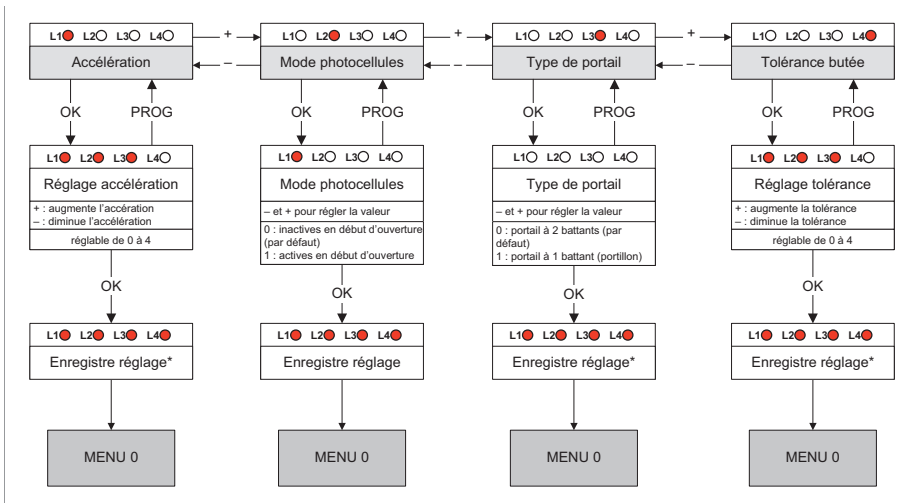 L1 L2 L3 L4
Accélération
+
–
L1 L2 L3 L4
Mode photocellules
+
–
L1 L2 L3 L4
Type de portail
+
–
L1 L2 L3 L4
Tolérance butée
OK PROG
OK PROG
OK PROG
OK PROG
L1 L2 L3 L4
Réglage accélération
+ : augmente l'accération
– : diminue l'accélération
réglable de 0 à 4
L1 L2 L3 L4
Mode photocellules
– et + pour régler la valeur
0 : inactives en début d'ouverture
(par défaut)
1 : actives en début d'ouverture
L1 L2 L3 L4
Type de portail
– et + pour régler la valeur
0 : portail à 2 battants (par
défaut)
1 : portail à 1 battant (portillon)
L1 L2 L3 L4
Réglage tolérance
+ : augmente la tolérance
– : diminue la tolérance
réglable de 0 à 4
OK
OK
OK
OK
L1 L2 L3 L4
Enregistre réglage*
L1 L2 L3 L4
Enregistre réglage
L1 L2 L3 L4
Enregistre réglage*
L1 L2 L3 L4
Enregistre réglage*
MENU 0
MENU 0
MENU 0
MENU 0